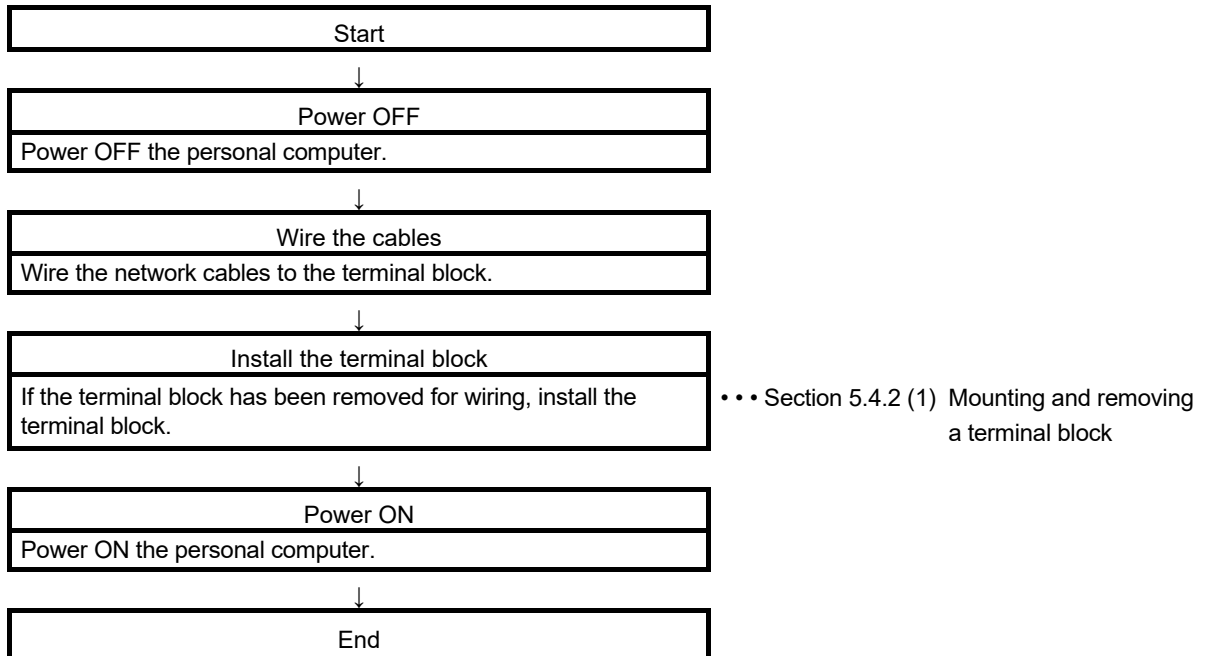 Start
↓
Power OFF
Power OFF the personal computer.
↓
Wire the cables
Wire the network cables to the terminal block.
↓
Install the terminal block
If the terminal block has been removed for wiring, install the
terminal block.
• • • Section 5.4.2 (1) Mounting and removing
a terminal block
↓
Power ON
Power ON the personal computer.
↓
End